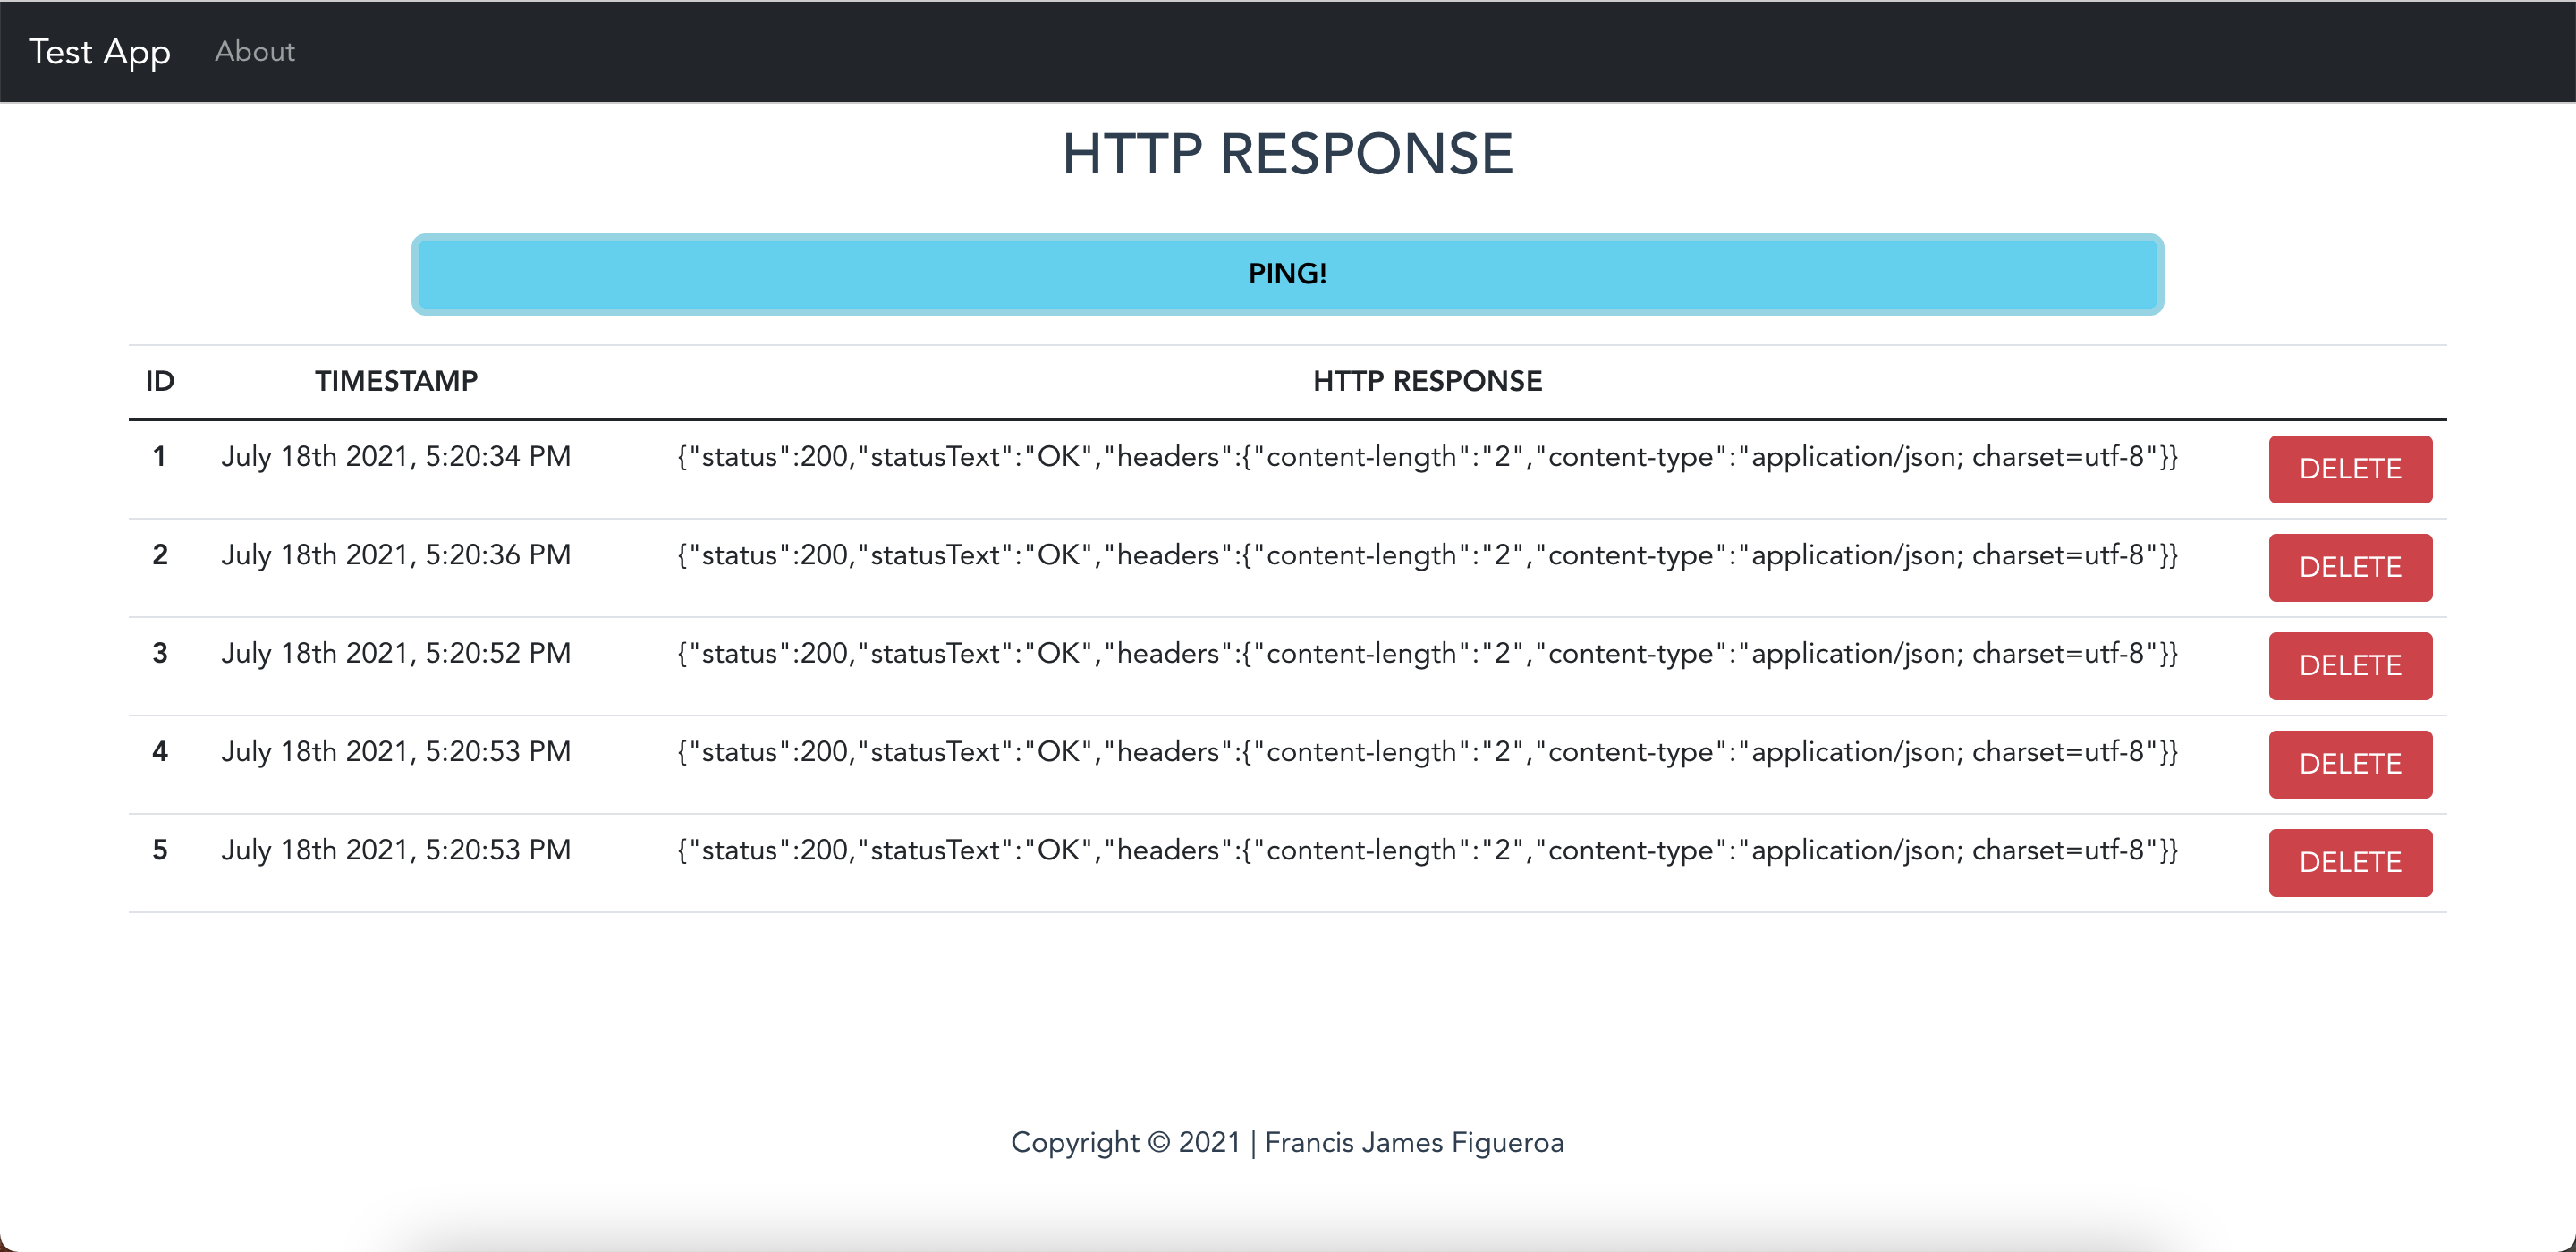 Test App About
HTTP RESPONSE
PING!
ID TIMESTAMP HTTP RESPONSE
1 July 18th 2021, 5:20:34 PM {"status":200,"statusText":"OK","headers":{"content-length":"2","content-type":"application/json; charset=utf-8"}} DELETE
2 July 18th 2021, 5:20:36 PM {"status":200,"statusText":"OK","headers":{"content-length":"2","content-type":"application/json; charset=utf-8"}} DELETE
3 July 18th 2021, 5:20:52 PM {"status":200,"statusText":"OK","headers":{"content-length":"2","content-type":"application/json; charset=utf-8"}} DELETE
4 July 18th 2021, 5:20:53 PM {"status":200,"statusText":"OK","headers":{"content-length":"2","content-type":"application/json; charset=utf-8"}} DELETE
5 July 18th 2021, 5:20:53 PM {"status":200,"statusText":"OK","headers":{"content-length":"2","content-type":"application/json; charset=utf-8"}} DELETE
Copyright © 2021 | Francis James Figueroa